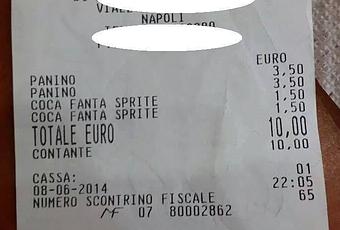 NAPOLI
EURO
PANINO 3,50
PANINO 3,50
COCA FANTA SPRITE 1,50
COCA FANTA SPRITE 1,50
TOTALE EURO 10,00
CONTANTE 10,00
CASSA: 01
08-06-2014 22:05
NUMERO SCONTRINO FISCALE 65
MF 07 80002862